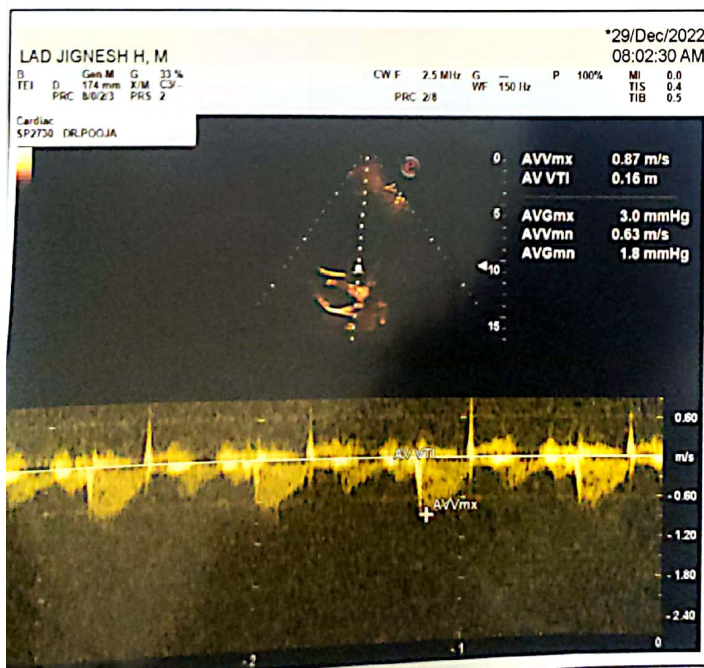 *29/Dec/2022
LAD JIGNESH H, M 08:02:30 AM
B Gen M G 33 % CW F 2.5 MHz G --- P 100% MI 0.0
TEI D 174 mm X/M C3/-- WF 150 Hz TIS 0.4
PRC 8/0/2/3 PRS 2 PRC 2/8 TIB 0.5
Cardiac
SP2730 DR.POOJA
0 AVVmx 0.87 m/s
AV VTI 0.16 m
5 AVGmx 3.0 mmHg
AVVmn 0.63 m/s
AVGmn 1.8 mmHg
10
15
0.60
AV VTI m/s
- 0.60
AVVmx
- 1.20
- 1.80
- 2.40
-2 -1 0